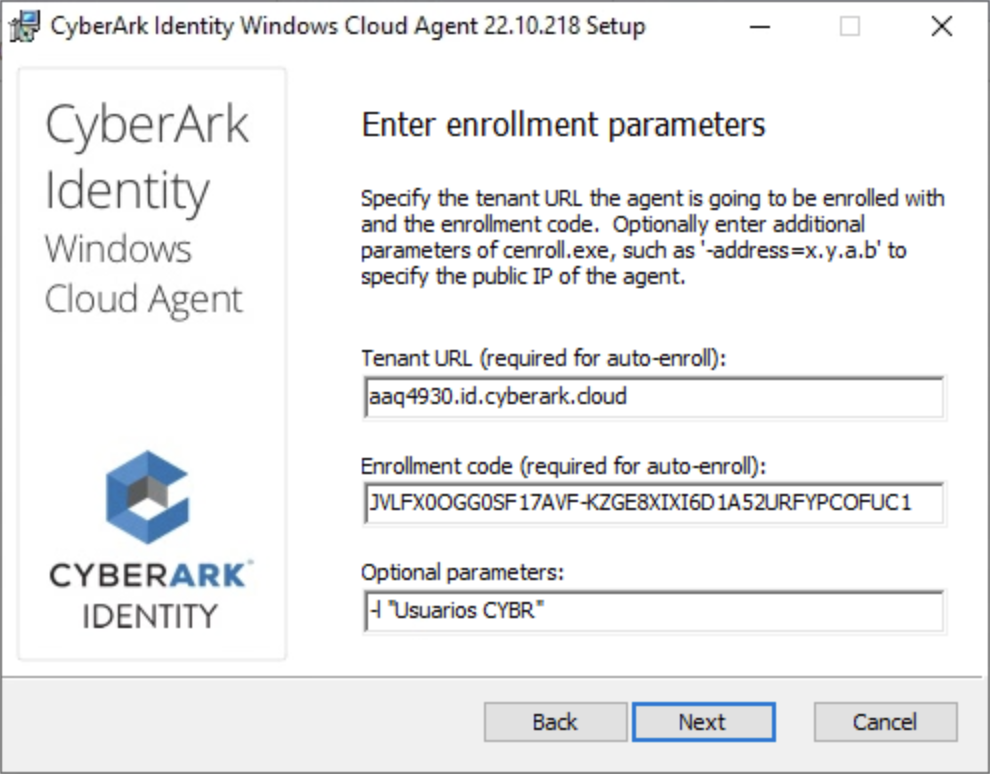 CyberArk Identity Windows Cloud Agent 22.10.218 Setup
CyberArk
Identity
Windows
Cloud Agent
CYBERARK
IDENTITY
Enter enrollment parameters
Specify the tenant URL the agent is going to be enrolled with
and the enrollment code.  Optionally enter additional
parameters of cenroll.exe, such as '-address=x.y.a.b' to
specify the public IP of the agent.
Tenant URL (required for auto-enroll):
aaq4930.id.cyberark.cloud
Enrollment code (required for auto-enroll):
JVLFX0OGG0SF17AVF-KZGE8XIXI6D1A52URFYPCOFUC1
Optional parameters:
-l "Usuarios CYBR"
Back
Next
Cancel